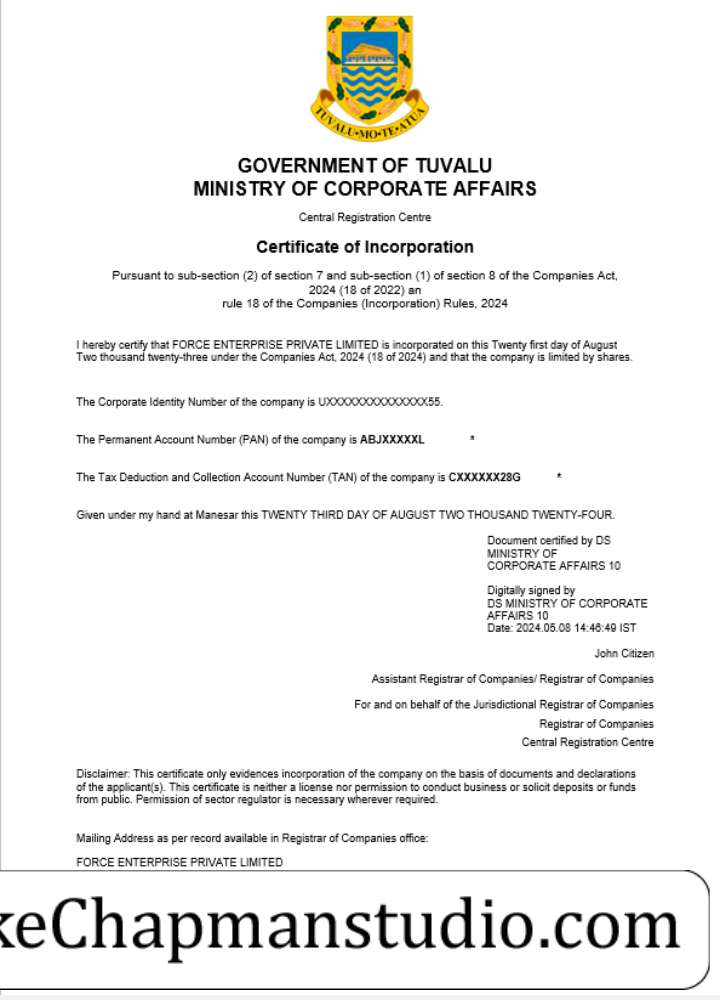 TUVALU•MO•TE•ATUA
GOVERNMENT OF TUVALU
MINISTRY OF CORPORATE AFFAIRS
Central Registration Centre
Certificate of Incorporation
Pursuant to sub-section (2) of section 7 and sub-section (1) of section 8 of the Companies Act,
2024 (18 of 2022) an
rule 18 of the Companies (Incorporation) Rules, 2024
I hereby certify that FORCE ENTERPRISE PRIVATE LIMITED is incorporated on this Twenty first day of August
Two thousand twenty-three under the Companies Act, 2024 (18 of 2024) and that the company is limited by shares.
The Corporate Identity Number of the company is UXXXXXXXXXXXXXX55.
The Permanent Account Number (PAN) of the company is ABJXXXXXL *
The Tax Deduction and Collection Account Number (TAN) of the company is CXXXXXX28G *
Given under my hand at Manesar this TWENTY THIRD DAY OF AUGUST TWO THOUSAND TWENTY-FOUR.
Document certified by DS
MINISTRY OF
CORPORATE AFFAIRS 10
Digitally signed by
DS MINISTRY OF CORPORATE
AFFAIRS 10
Date: 2024.05.08 14:46:49 IST
John Citizen
Assistant Registrar of Companies/ Registrar of Companies
For and on behalf of the Jurisdictional Registrar of Companies
Registrar of Companies
Central Registration Centre
Disclaimer: This certificate only evidences incorporation of the company on the basis of documents and declarations
of the applicant(s). This certificate is neither a license nor permission to conduct business or solicit deposits or funds
from public. Permission of sector regulator is necessary wherever required.
Mailing Address as per record available in Registrar of Companies office:
FORCE ENTERPRISE PRIVATE LIMITED
keChapmanstudio.com